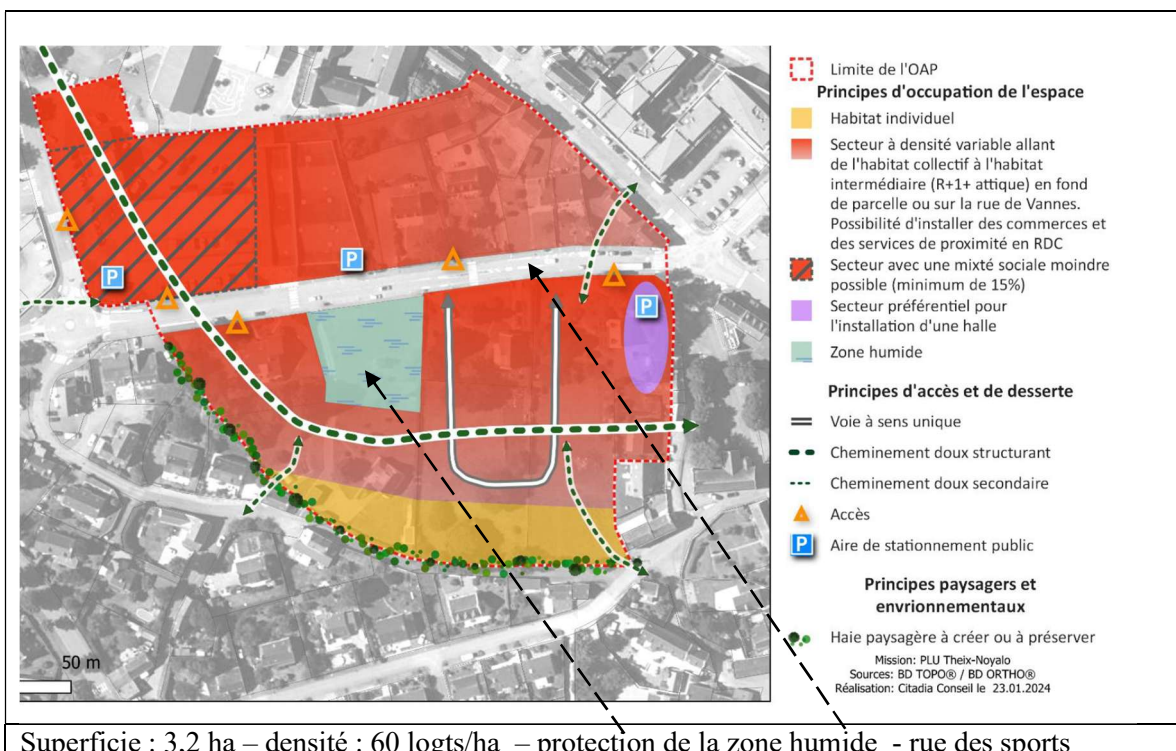 Limite de l'OAP
Principes d'occupation de l'espace
Habitat individuel
Secteur à densité variable allant
de l'habitat collectif à l'habitat
intermédiaire (R+1+ attique) en fond
de parcelle ou sur la rue de Vannes.
Possibilité d'installer des commerces et
des services de proximité en RDC
Secteur avec une mixté sociale moindre
possible (minimum de 15%)
Secteur préférentiel pour
l'installation d'une halle
Zone humide
Principes d'accès et de desserte
Voie à sens unique
Cheminement doux structurant
Cheminement doux secondaire
Accès
P Aire de stationnement public
Principes paysagers et
envrionnementaux
Haie paysagère à créer ou à préserver
Mission: PLU Theix-Noyalo
Sources: BD TOPO® / BD ORTHO®
Réalisation: Citadia Conseil le 23.01.2024
P
P
P
50 m
Superficie : 3,2 ha – densité : 60 logts/ha – protection de la zone humide - rue des sports